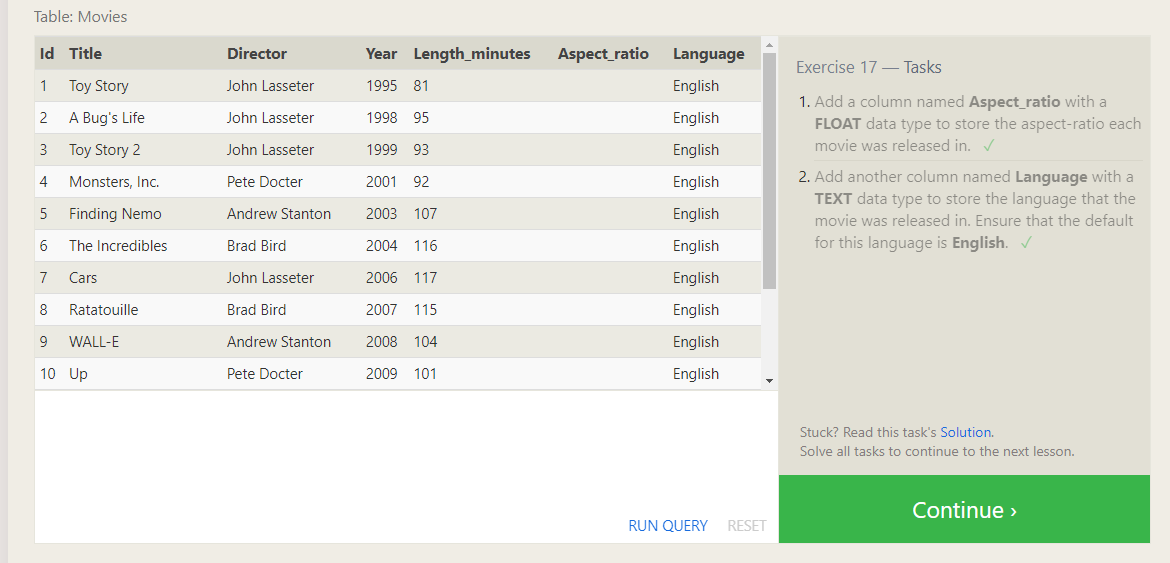 Table: Movies
Id Title Director Year Length_minutes Aspect_ratio Language
1 Toy Story John Lasseter 1995 81 English
2 A Bug's Life John Lasseter 1998 95 English
3 Toy Story 2 John Lasseter 1999 93 English
4 Monsters, Inc. Pete Docter 2001 92 English
5 Finding Nemo Andrew Stanton 2003 107 English
6 The Incredibles Brad Bird 2004 116 English
7 Cars John Lasseter 2006 117 English
8 Ratatouille Brad Bird 2007 115 English
9 WALL-E Andrew Stanton 2008 104 English
10 Up Pete Docter 2009 101 English
RUN QUERY RESET
Exercise 17 — Tasks
1. Add a column named Aspect_ratio with a
FLOAT data type to store the aspect-ratio each
movie was released in. ✓
2. Add another column named Language with a
TEXT data type to store the language that the
movie was released in. Ensure that the default
for this language is English. ✓
Stuck? Read this task's Solution.
Solve all tasks to continue to the next lesson.
Continue ›